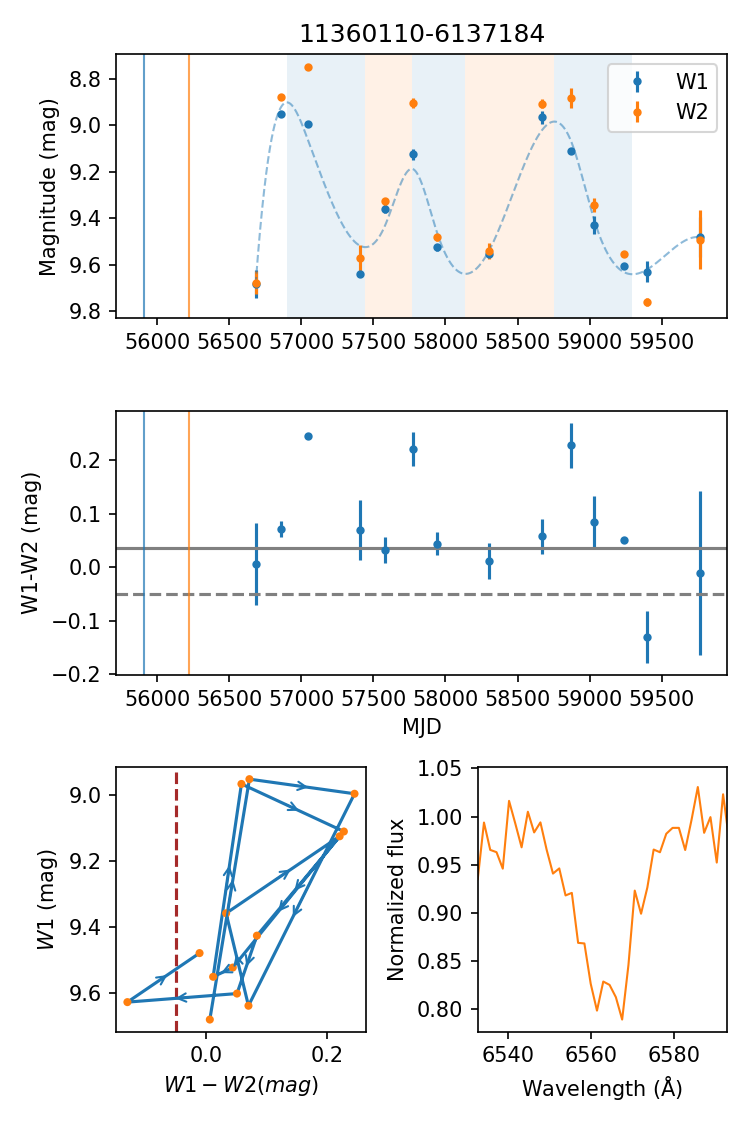 11360110-6137184
Magnitude (mag)
8.8
9.0
9.2
9.4
9.6
9.8
W1
W2
56000 56500 57000 57500 58000 58500 59000 59500
W1-W2 (mag)
0.2
0.1
0.0
−0.1
−0.2
56000 56500 57000 57500 58000 58500 59000 59500
MJD
W1 (mag)
9.0
9.2
9.4
9.6
0.0 0.2
W1 − W2(mag)
Normalized flux
1.05
1.00
0.95
0.90
0.85
0.80
6540 6560 6580
Wavelength (Å)